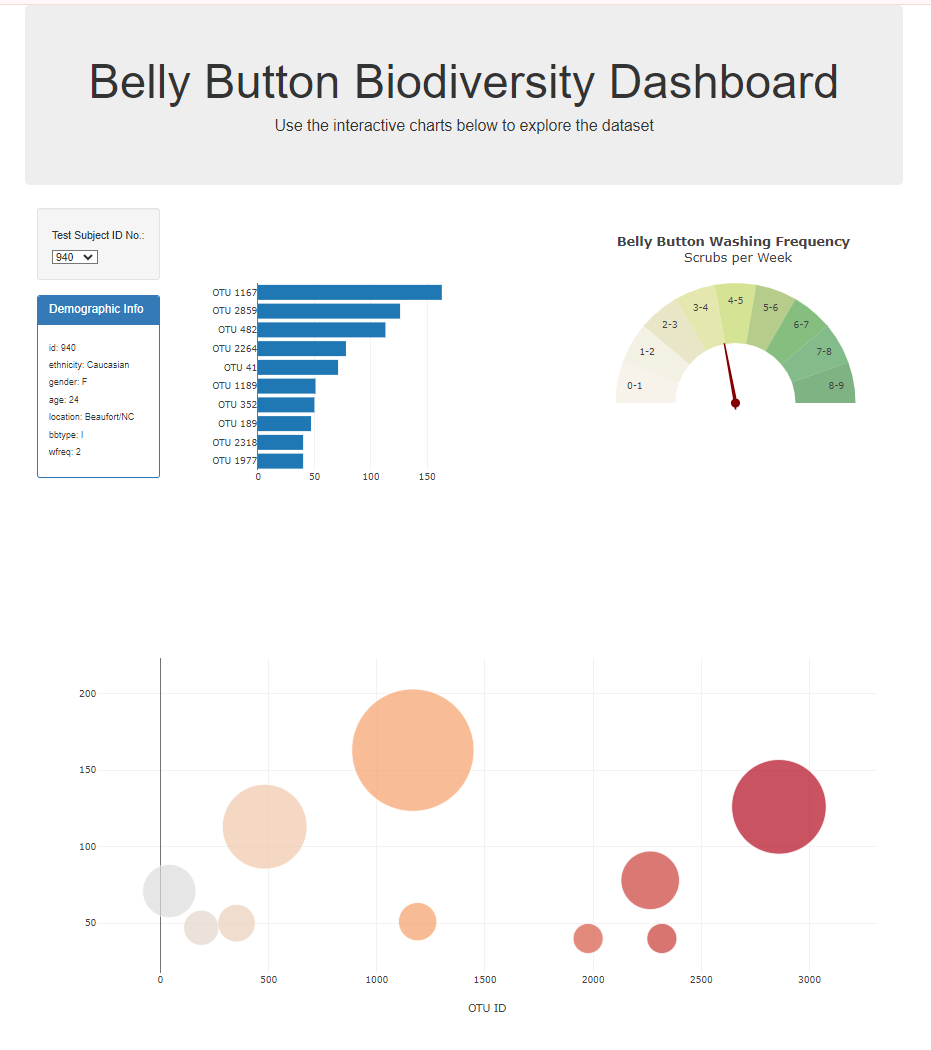 Belly Button Biodiversity Dashboard
Use the interactive charts below to explore the dataset
Test Subject ID No.:
940
Demographic Info
id: 940
ethnicity: Caucasian
gender: F
age: 24
location: Beaufort/NC
bbtype: I
wfreq: 2
OTU 1167
OTU 2859
OTU 482
OTU 2264
OTU 41
OTU 1189
OTU 352
OTU 189
OTU 2318
OTU 1977
0 50 100 150
Belly Button Washing Frequency
Scrubs per Week
0-1
1-2
2-3
3-4
4-5
5-6
6-7
7-8
8-9
200
150
100
50
0 500 1000 1500 2000 2500 3000
OTU ID